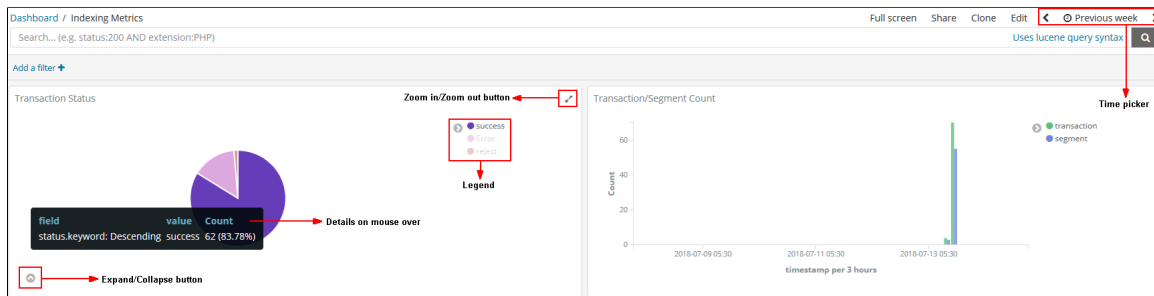 Dashboard / Indexing Metrics
Full screen Share Clone Edit Previous week
Search... (e.g. status:200 AND extension:PHP)
Uses lucene query syntax
Add a filter
Transaction Status
Zoom in/Zoom out button
success
Error
reject
Legend
field value Count
status.keyword: Descending success 62 (83.78%)
Details on mouse over
Expand/Collapse button
Transaction/Segment Count
Time picker
transaction
segment
Count
60
40
20
0
2018-07-09 05:30 2018-07-11 05:30 2018-07-13 05:30
timestamp per 3 hours